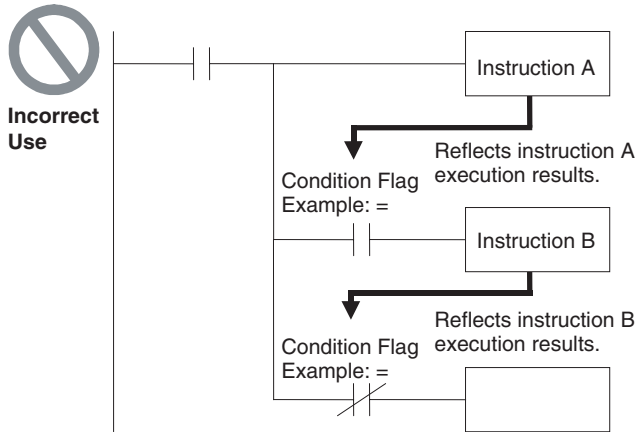 Incorrect
Use
Instruction A
Reflects instruction A
execution results.
Condition Flag
Example: =
Instruction B
Reflects instruction B
execution results.
Condition Flag
Example: =